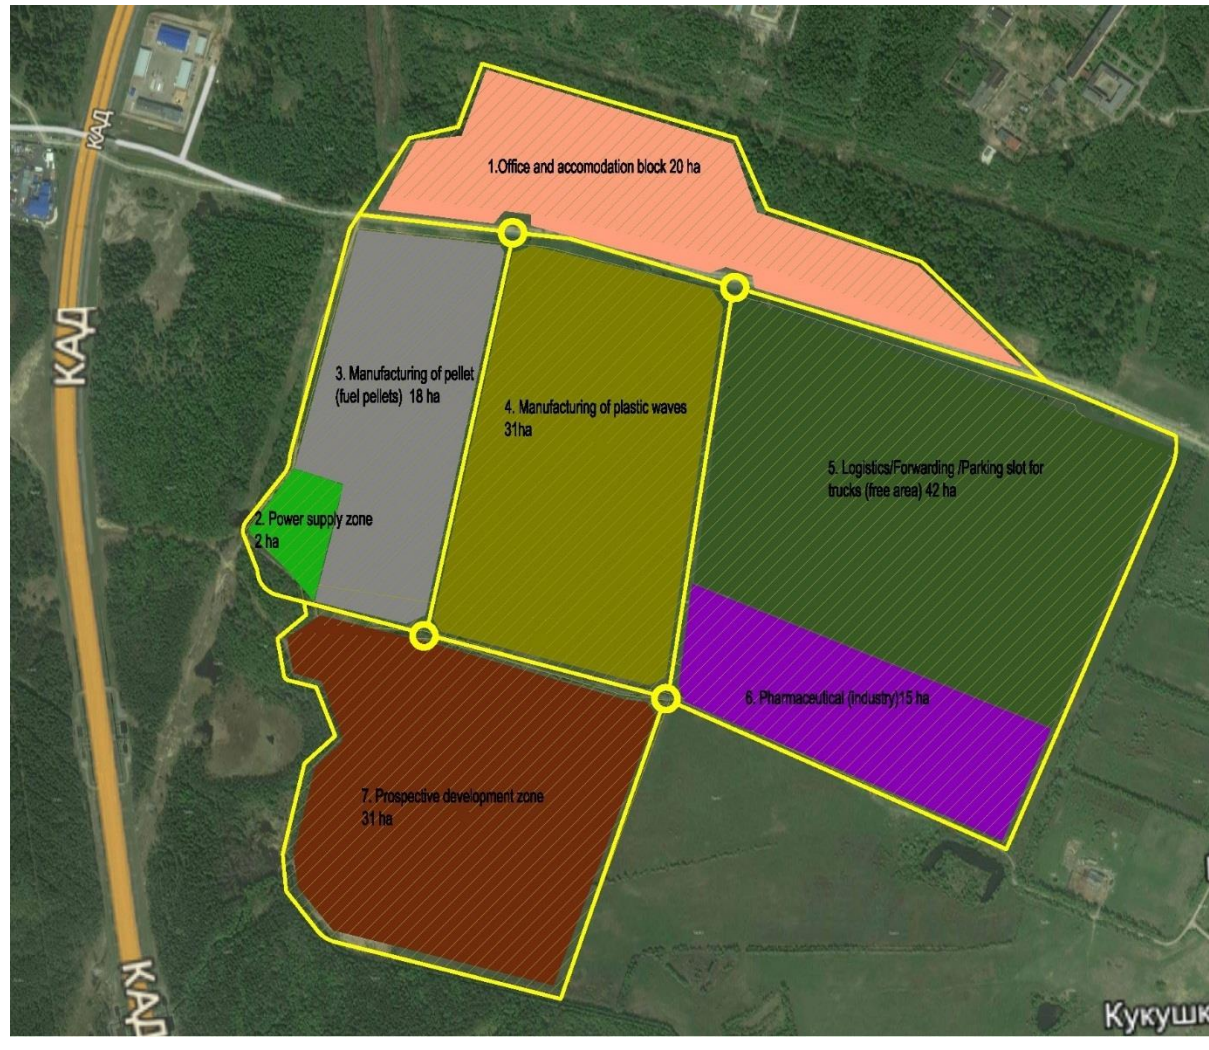 КАД
1.Office and accomodation block 20 ha
КАД
3. Manufacturing of pellet
(fuel pellets) 18 ha
4. Manufacturing of plastic waves
31ha
5. Logistics/Forwarding /Parking slot for
trucks (free area) 42 ha
2. Power supply zone
2 ha
6. Pharmaceutical (industry)15 ha
7. Prospective development zone
31 ha
КАД